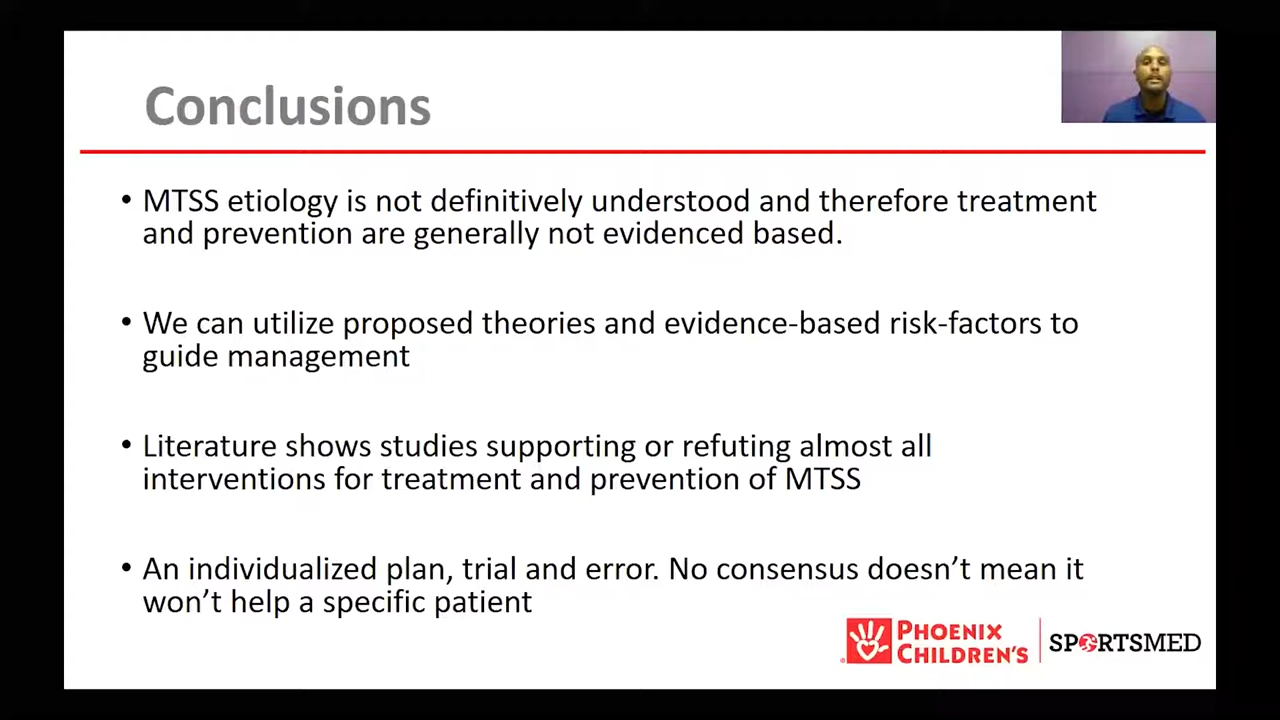 Conclusions
• MTSS etiology is not definitively understood and therefore treatment
and prevention are generally not evidenced based.
• We can utilize proposed theories and evidence-based risk-factors to
guide management
• Literature shows studies supporting or refuting almost all
interventions for treatment and prevention of MTSS
• An individualized plan, trial and error. No consensus doesn’t mean it
won’t help a specific patient
PHOENIX
CHILDREN'S
SPORTSMED